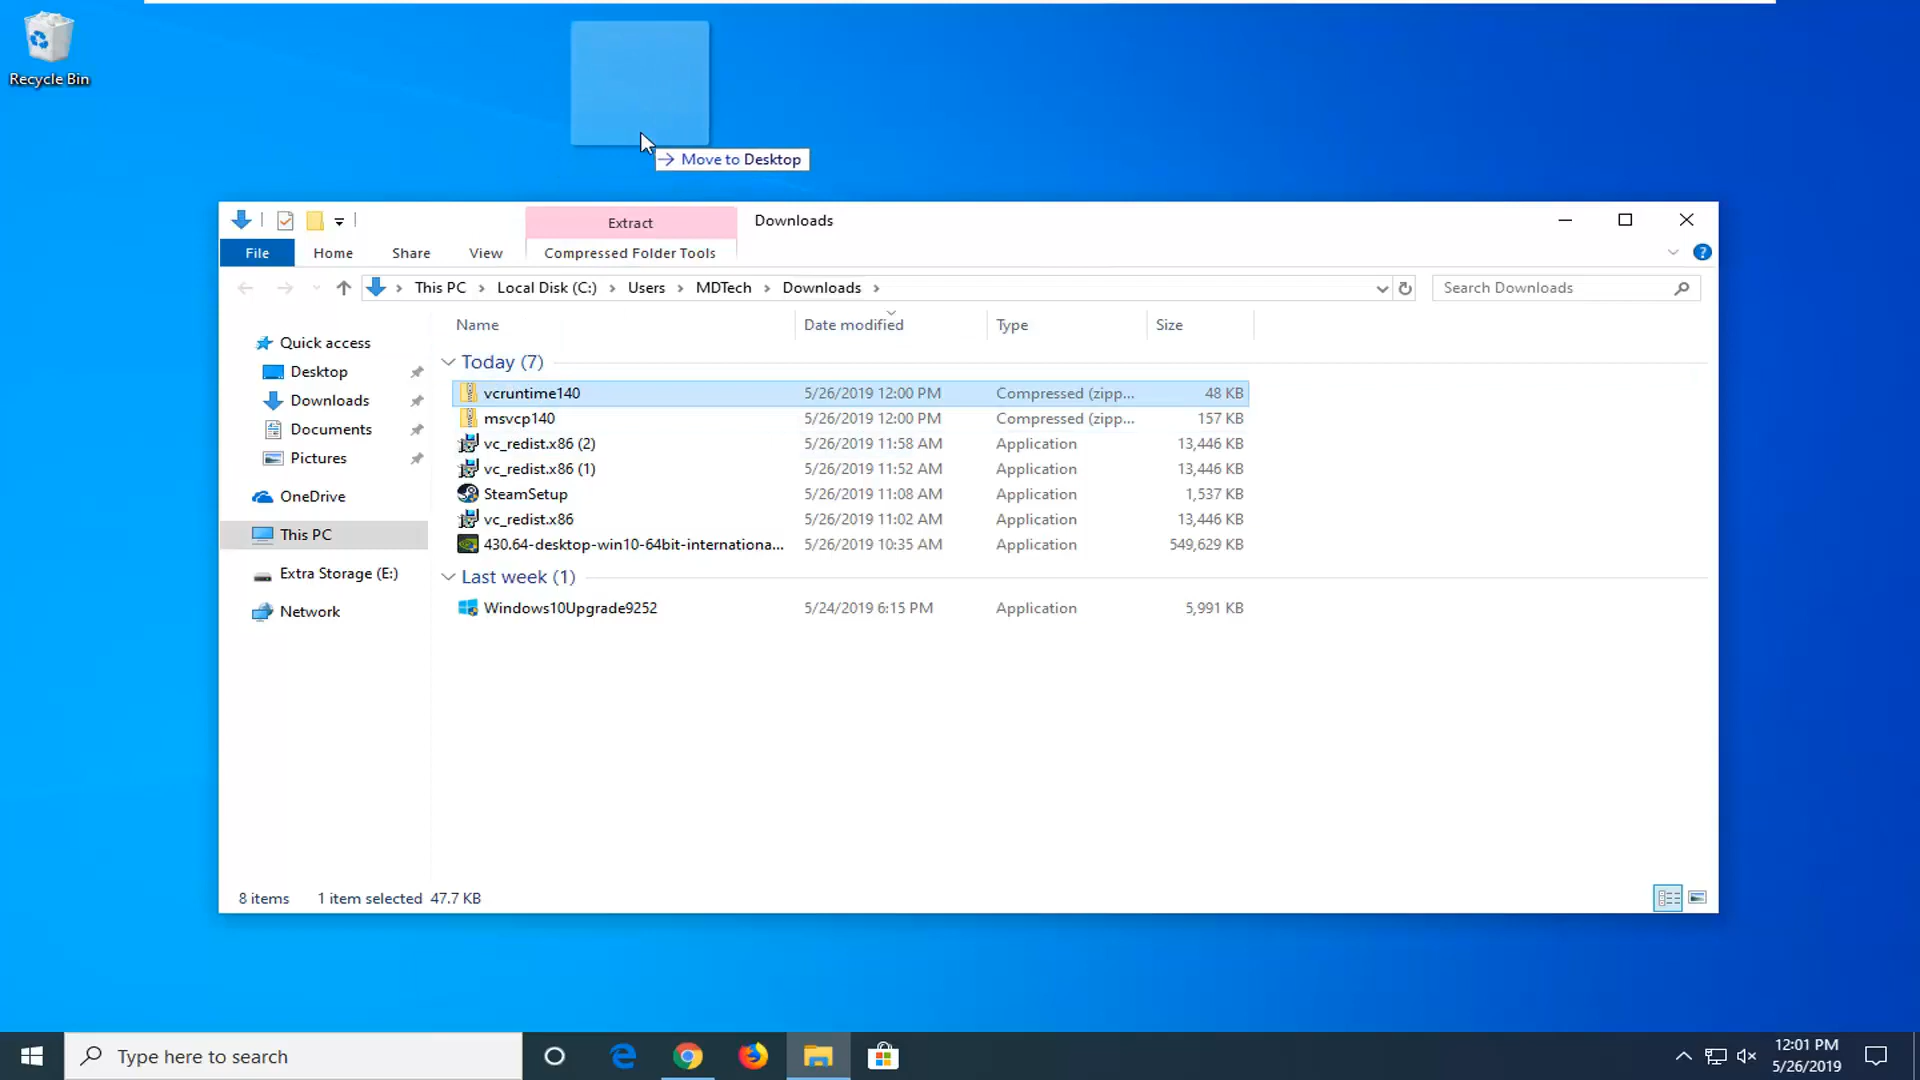 Recycle Bin
Move to Desktop
Extract
Downloads
File
Home
Share
View
Compressed Folder Tools
This PC
Local Disk (C:)
Users
MDTech
Downloads
Search Downloads
Name
Date modified
Type
Size
Quick access
Desktop
Downloads
Documents
Pictures
OneDrive
This PC
Extra Storage (E:)
Network
Today (7)
vcruntime140 5/26/2019 12:00 PM Compressed (zipp... 48 KB
msvcp140 5/26/2019 12:00 PM Compressed (zipp... 157 KB
vc_redist.x86 (2) 5/26/2019 11:58 AM Application 13,446 KB
vc_redist.x86 (1) 5/26/2019 11:52 AM Application 13,446 KB
SteamSetup 5/26/2019 11:08 AM Application 1,537 KB
vc_redist.x86 5/26/2019 11:02 AM Application 13,446 KB
430.64-desktop-win10-64bit-internationa... 5/26/2019 10:35 AM Application 549,629 KB
Last week (1)
Windows10Upgrade9252 5/24/2019 6:15 PM Application 5,991 KB
8 items 1 item selected 47.7 KB
Type here to search
12:01 PM
5/26/2019